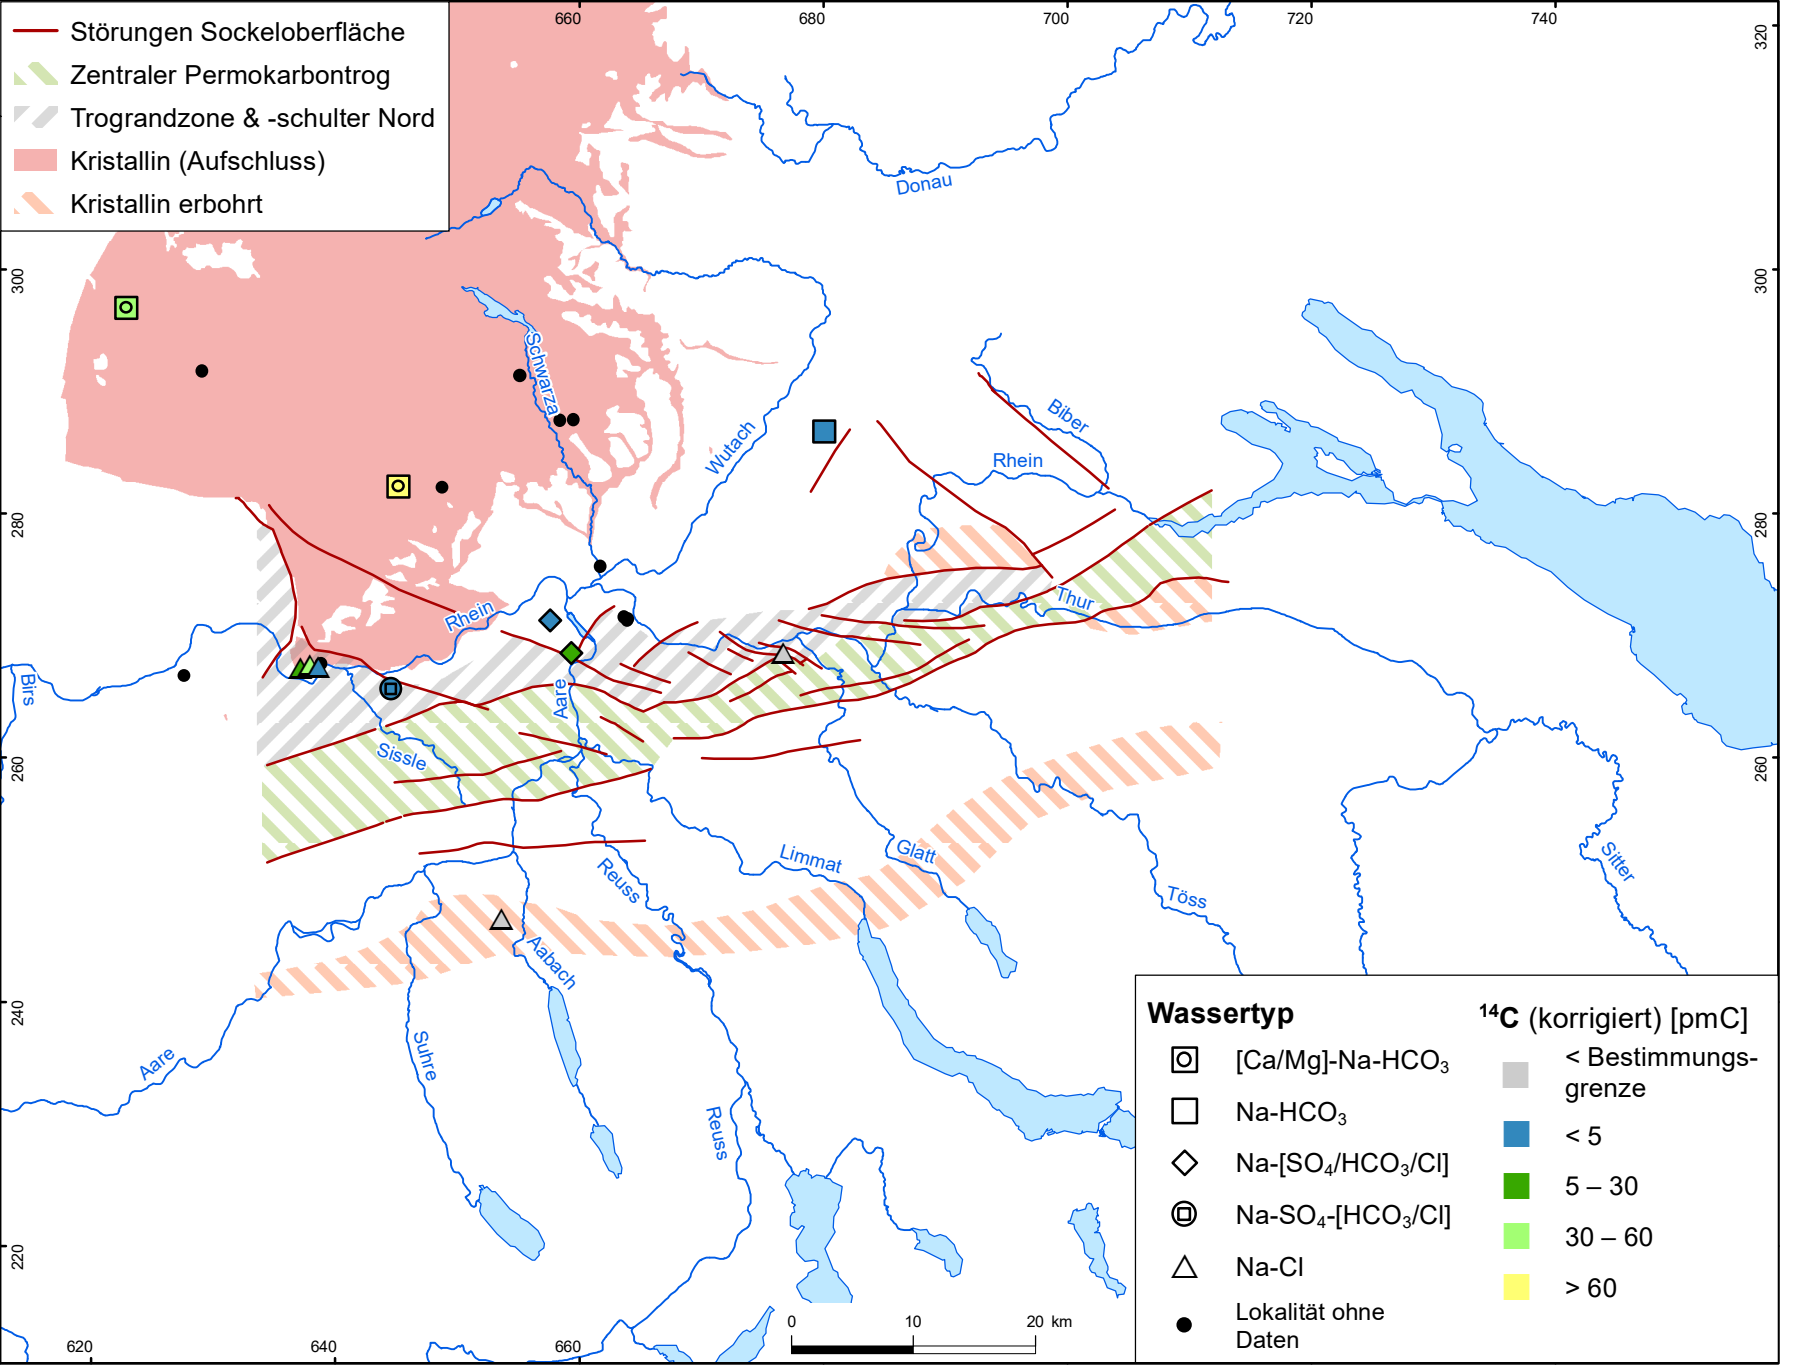 660
680
700
720
740
320
Störungen Sockeloberfläche
Zentraler Permokarbontrog
Trograndzone & -schulter Nord
Kristallin (Aufschluss)
Kristallin erbohrt
Donau
300
300
Schwarza
Wutach
Biber
Rhein
280
280
Rhein
Thur
Birs
Aare
Sissle
260
260
Limmat
Glatt
Reuss
Töss
Sitter
Aabach
240
Suhre
Aare
Reuss
220
Wassertyp
[Ca/Mg]-Na-HCO₃
Na-HCO₃
Na-[SO₄/HCO₃/Cl]
Na-SO₄-[HCO₃/Cl]
Na-Cl
Lokalität ohne
Daten
¹⁴C (korrigiert) [pmC]
< Bestimmungs-
grenze
< 5
5 – 30
30 – 60
> 60
0 10 20 km
620
640
660